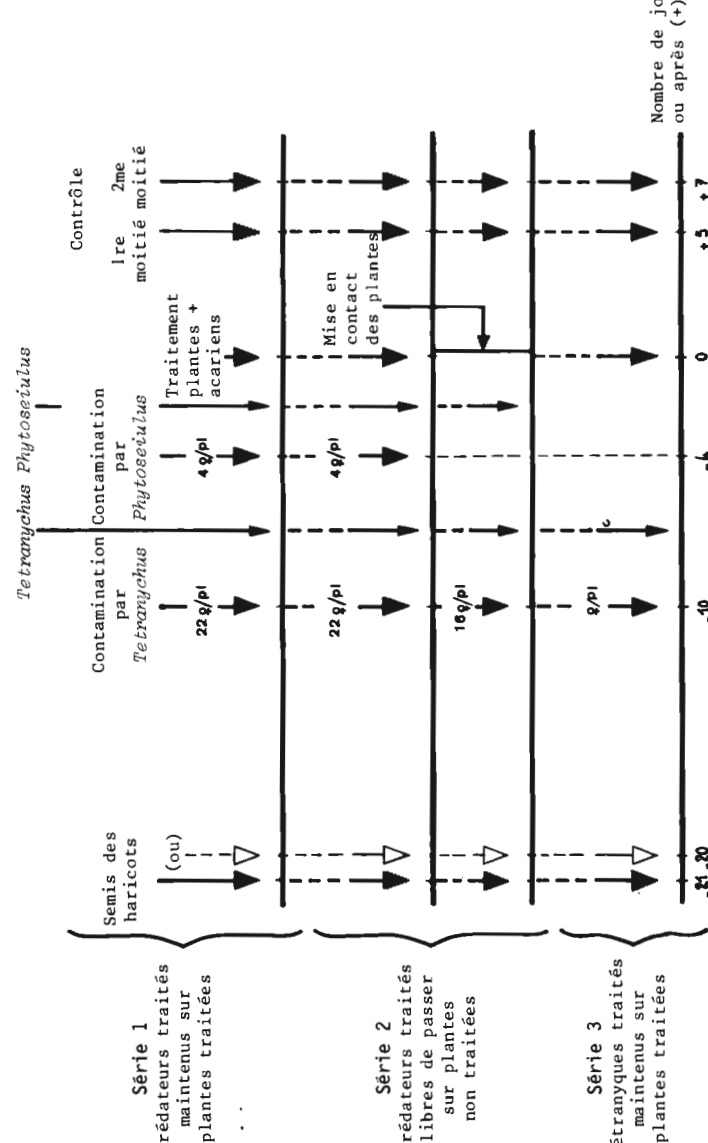 Tetranychus Phytoseiulus
Semis des
haricots
(ou)
Contamination
par
Tetranychus
Contamination
par
Phytoseiulus
Traitement
plantes +
acariens
Contrôle
1re
moitié
2me
moitié
22♀/pl
4♀/pl
22♀/pl
4♀/pl
Mise en
contact
des plantes
16♀/pl
♀/pl
Série 1
rédateurs traités
maintenus sur
plantes traitées
Série 2
rédateurs traités
libres de passer
sur plantes
non traitées
Série 3
étranyques traités
maintenus sur
plantes traitées
-21 -20 -10 -4 0 +5 +7
Nombre de jo
ou après (+)